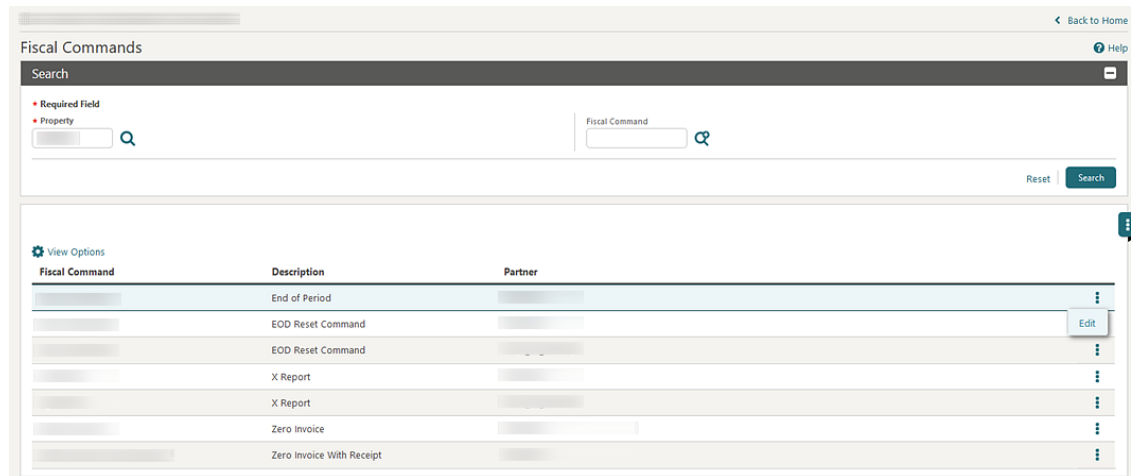 Back to Home
Fiscal Commands
Help
Search
* Required Field
* Property
Fiscal Command
Reset
Search
View Options
Fiscal Command Description Partner
End of Period
Edit
EOD Reset Command
EOD Reset Command
X Report
X Report
Zero Invoice
Zero Invoice With Receipt